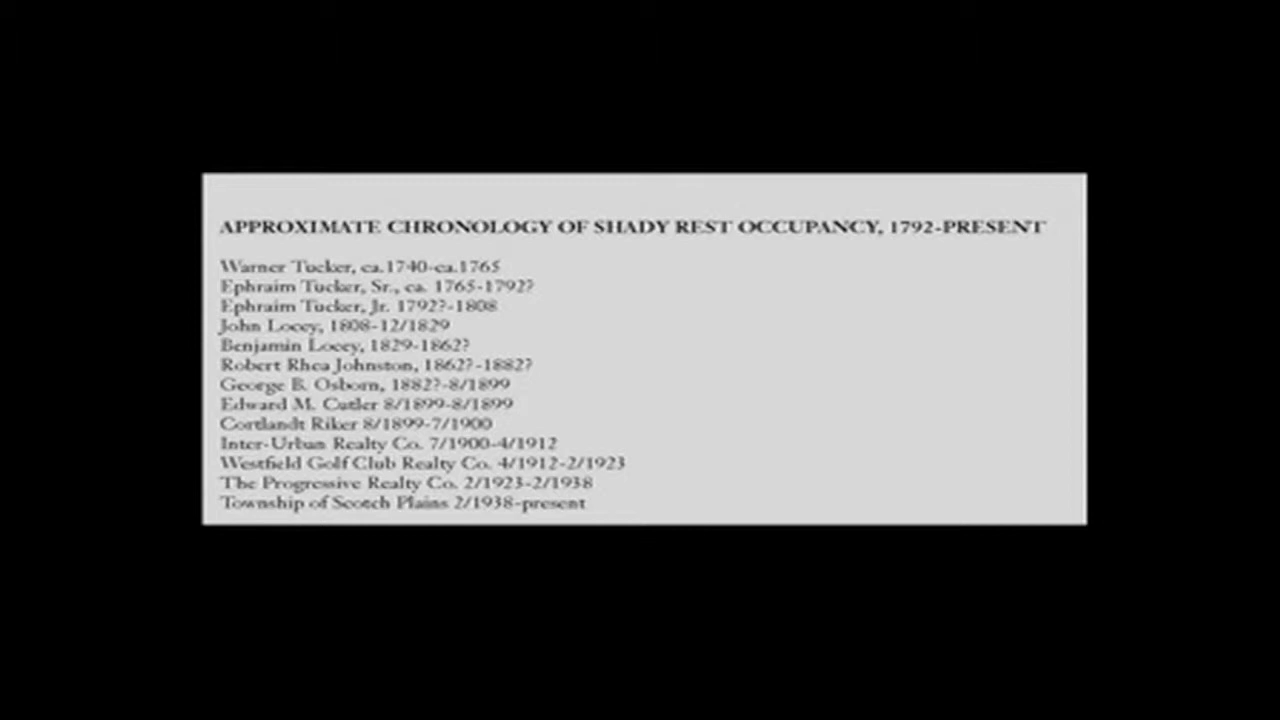 APPROXIMATE CHRONOLOGY OF SHADY REST OCCUPANCY, 1792-PRESENT
Warner Tucker, ca.1740-ca.1765
Ephraim Tucker, Sr., ca. 1765-1792?
Ephraim Tucker, Jr. 1792?-1808
John Locey, 1808-12/1829
Benjamin Locey, 1829-1862?
Robert Rhea Johnston, 1862?-1882?
George B. Osborn, 1882?-8/1899
Edward M. Cutler 8/1899-8/1899
Cortlandt Riker 8/1899-7/1900
Inter-Urban Realty Co. 7/1900-4/1912
Westfield Golf Club Realty Co. 4/1912-2/1923
The Progressive Realty Co. 2/1923-2/1938
Township of Scotch Plains 2/1938-present